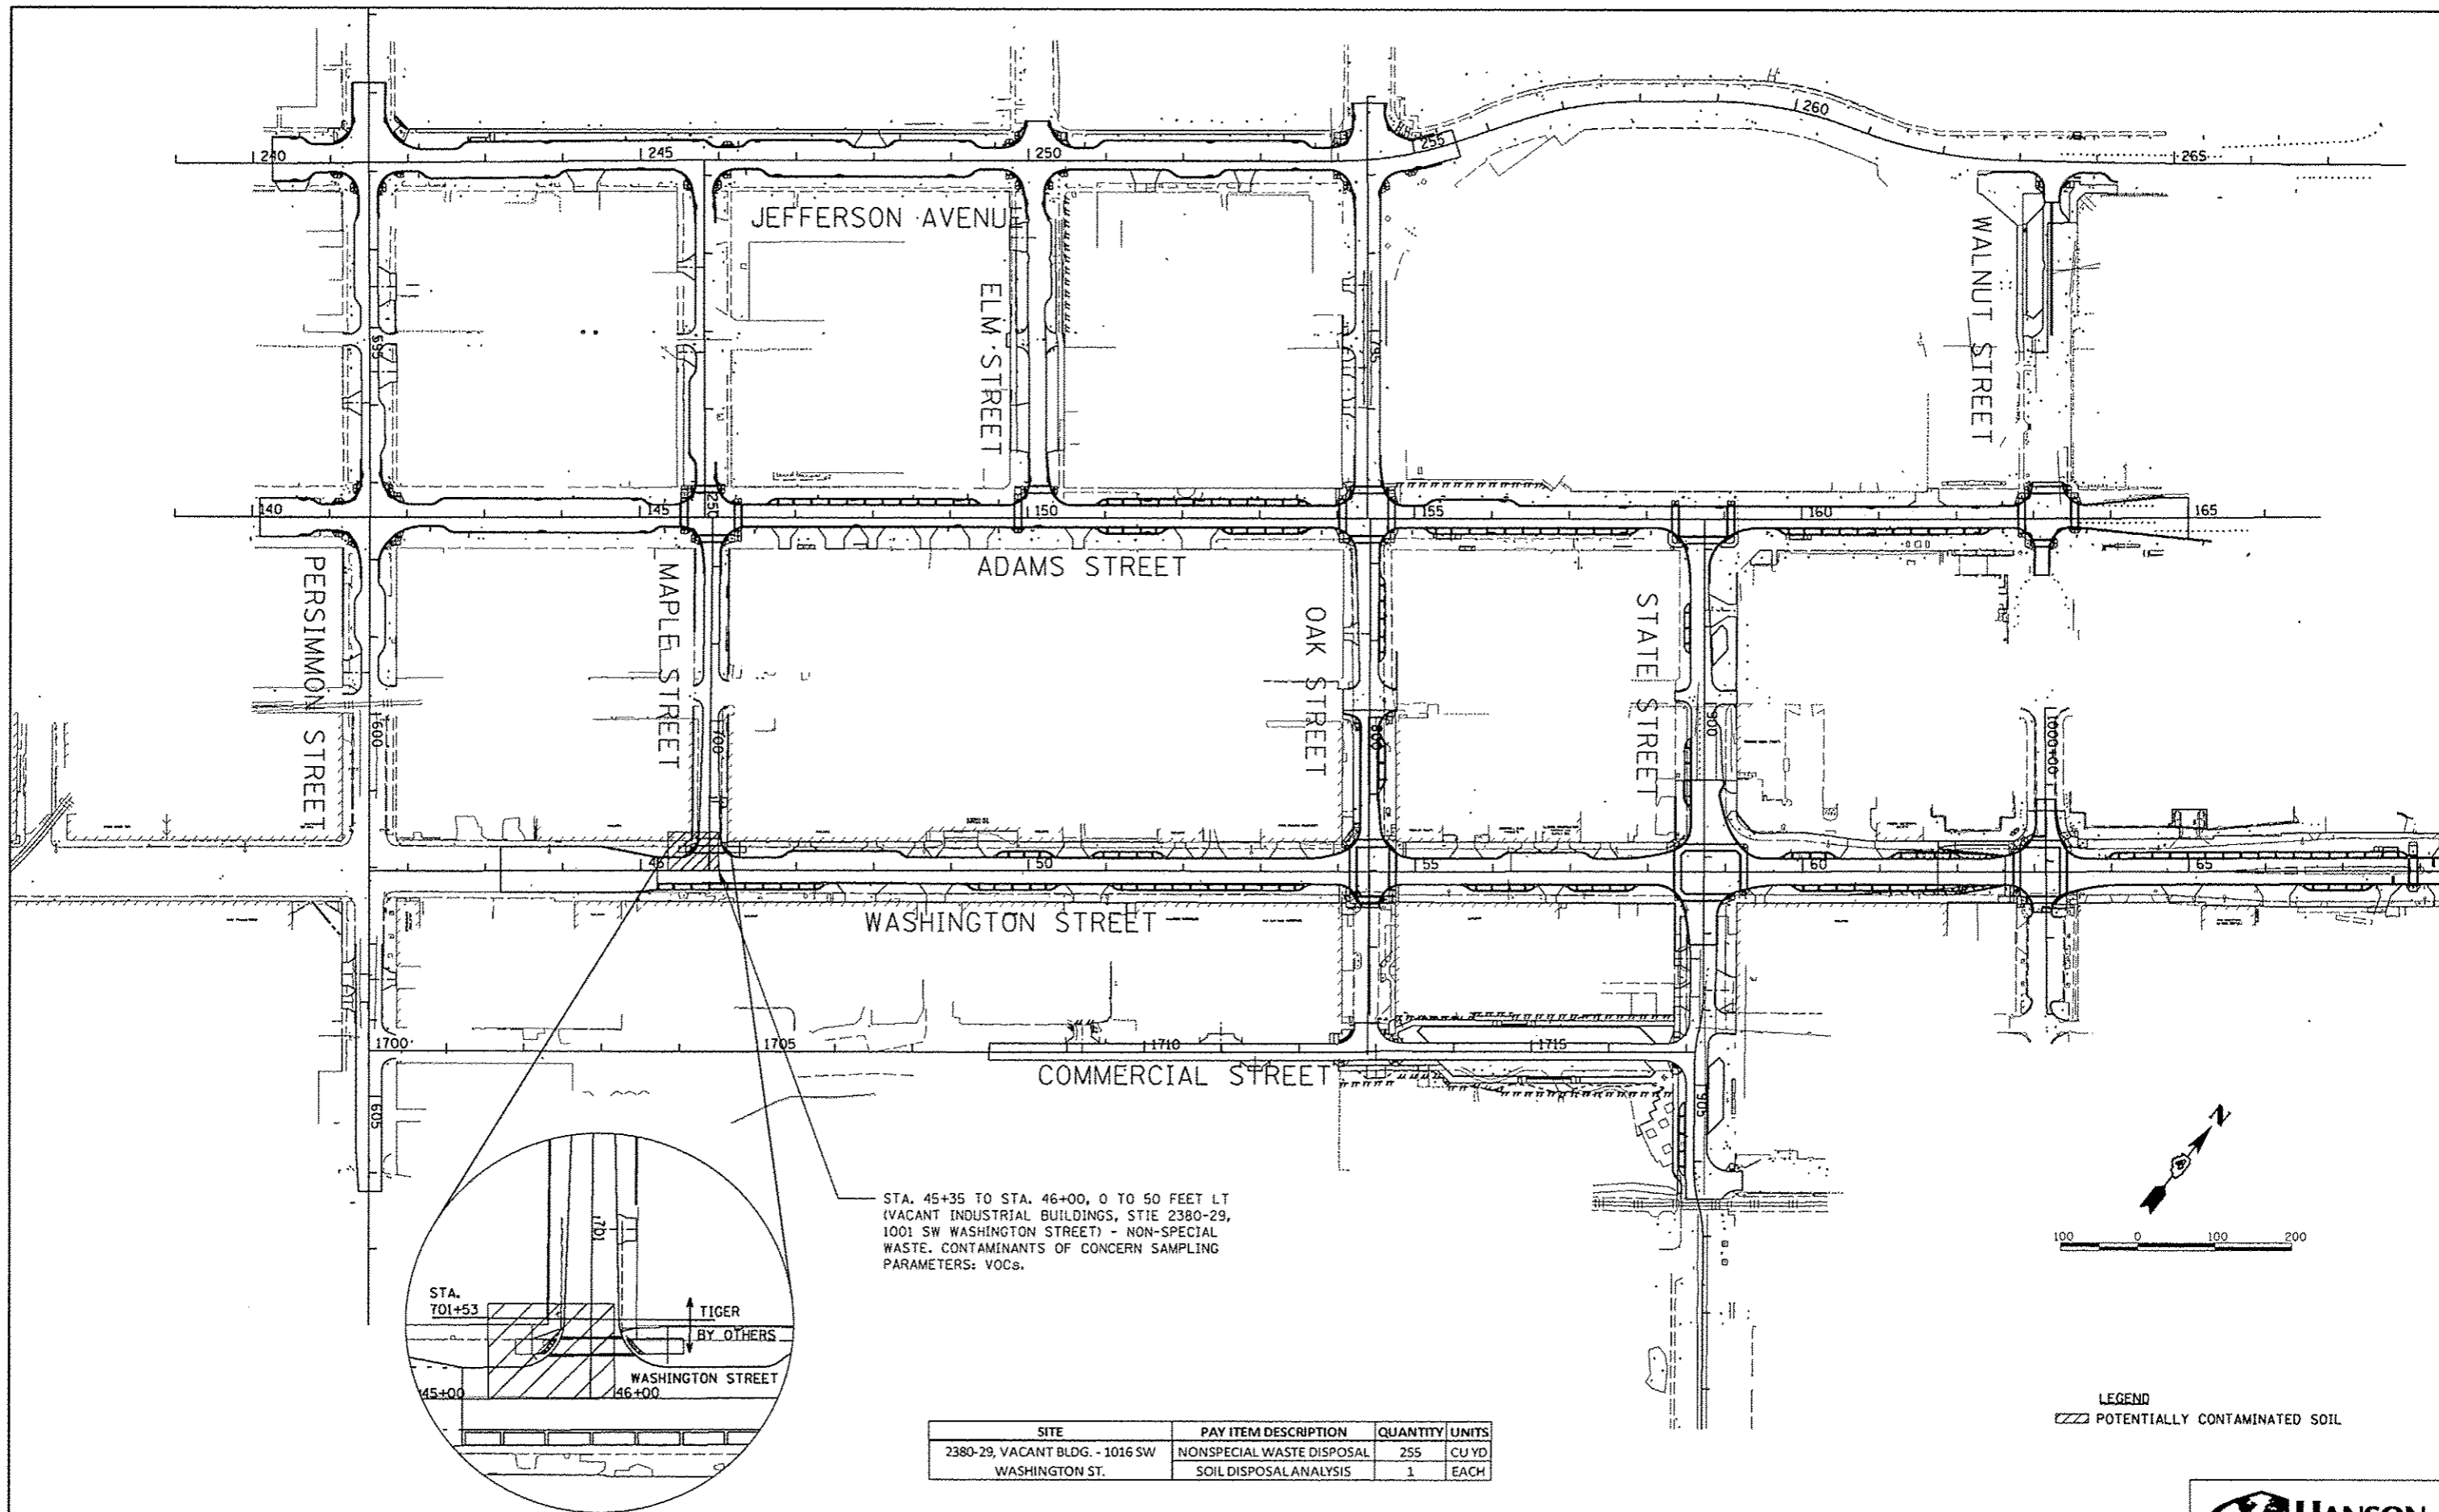 260
240
245
250
255
265
JEFFERSON AVENUE
ELM STREET
WALNUT STREET
595
795
140
145
250
150
155
160
165
PERSIMMON STREET
MAPLE STREET
ADAMS STREET
OAK STREET
STATE STREET
600
700
800
900
1000+00
45
50
55
60
65
WASHINGTON STREET
1700
1705
1710
1715
COMMERCIAL STREET
605
905
N
STA. 45+35 TO STA. 46+00, 0 TO 50 FEET LT
(VACANT INDUSTRIAL BUILDINGS, STIE 2380-29,
1001 SW WASHINGTON STREET) - NON-SPECIAL
WASTE. CONTAMINANTS OF CONCERN SAMPLING
PARAMETERS: VOCs.
100 0 100 200
701
STA.
701+53
TIGER
BY OTHERS
WASHINGTON STREET
45+00
46+00
LEGEND
POTENTIALLY CONTAMINATED SOIL
SITE PAY ITEM DESCRIPTION QUANTITY UNITS
2380-29, VACANT BLDG. - 1016 SW NONSPECIAL WASTE DISPOSAL 255 CU YD
WASHINGTON ST. SOIL DISPOSAL ANALYSIS 1 EACH
HANSON